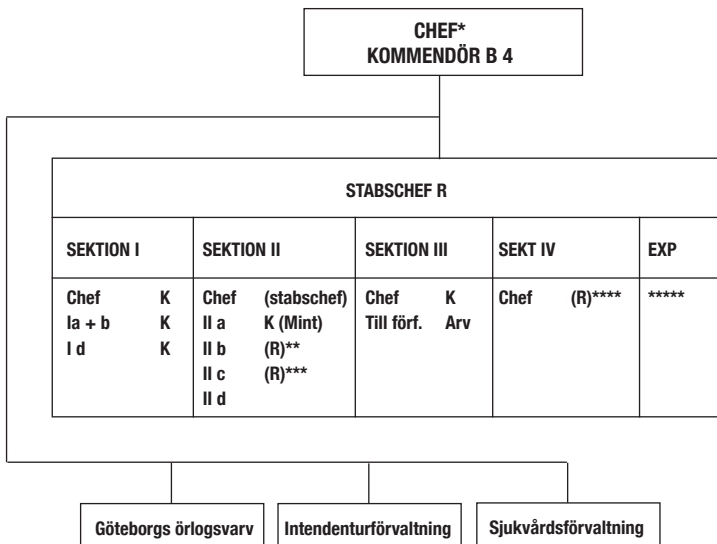 CHEF*
KOMMENDÖR B 4
STABSCHEF R
SEKTION I SEKTION II SEKTION III SEKT IV EXP
Chef K Chef (stabschef) Chef K Chef (R)**** *****
Ia + b K II a K (Mint) Till förf. Arv
I d K II b (R)**
II c (R)***
II d
Göteborgs örlogsvarv Intendenturförvaltning Sjukvårdsförvaltning